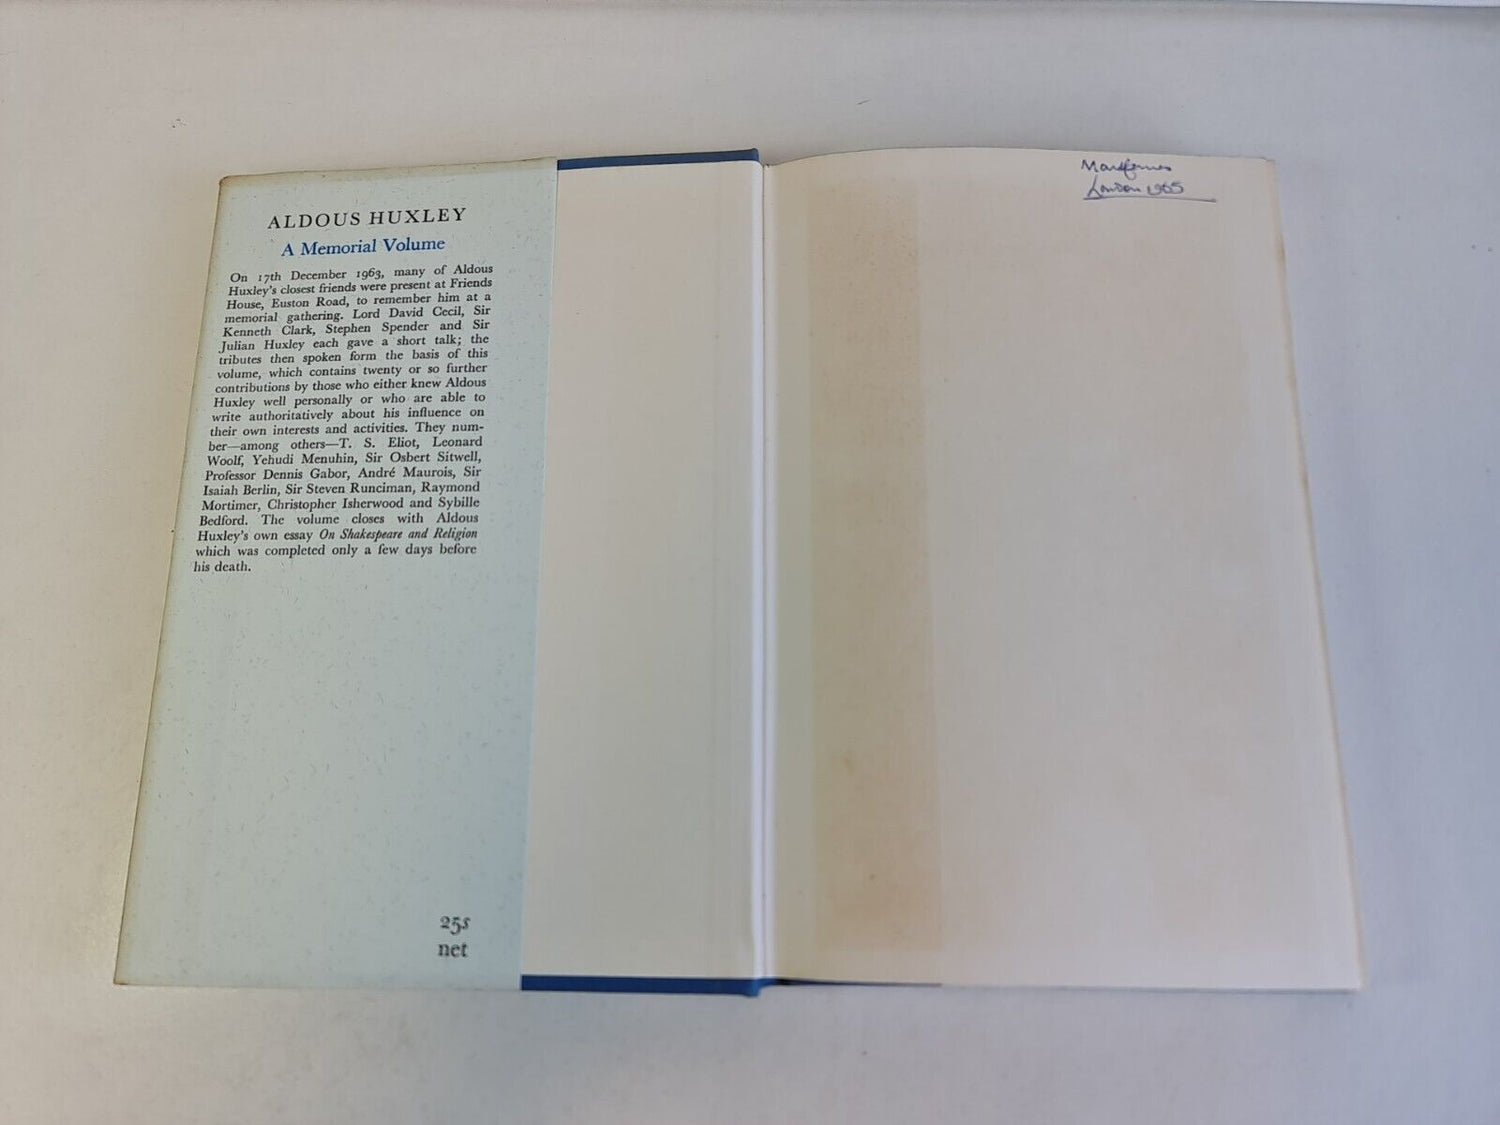 ALDOUS HUXLEY
A Memorial Volume
On 17th December 1963, many of Aldous
Huxley's closest friends were present at Friends
House, Euston Road, to remember him at a
memorial gathering. Lord David Cecil, Sir
Kenneth Clark, Stephen Spender and Sir
Julian Huxley each gave a short talk; the
tributes then spoken form the basis of this
volume, which contains twenty or so further
contributions by those who either knew Aldous
Huxley well personally or who are able to
write authoritatively about his influence on
their own interests and activities. They num-
ber—among others—T. S. Eliot, Leonard
Woolf, Yehudi Menuhin, Sir Osbert Sitwell,
Professor Dennis Gabor, André Maurois, Sir
Isaiah Berlin, Sir Steven Runciman, Raymond
Mortimer, Christopher Isherwood and Sybille
Bedford. The volume closes with Aldous
Huxley's own essay On Shakespeare and Religion
which was completed only a few days before
his death.
25s
net
London 1965